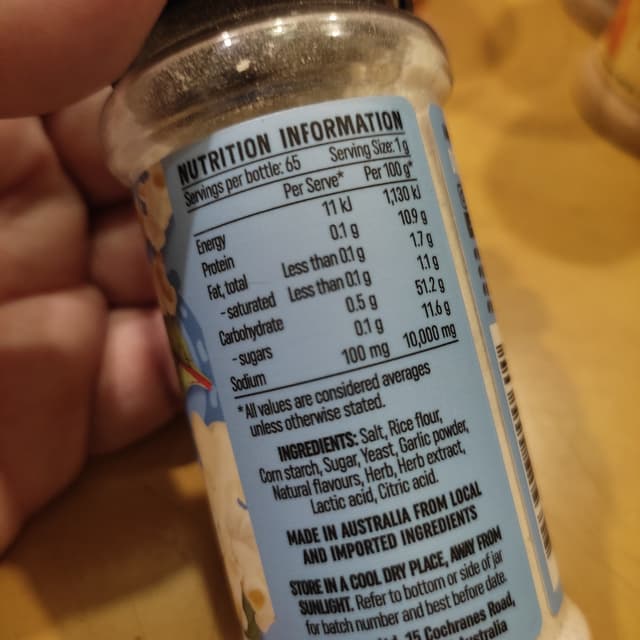 NUTRITION INFORMATION
Servings per bottle: 65 Serving Size: 1 g
Per Serve* Per 100 g*
Energy 11 kJ 1,130 kJ
Protein 0.1 g 10.9 g
Fat, total Less than 0.1 g 1.7 g
- saturated Less than 0.1 g 1.1 g
Carbohydrate 0.5 g 51.2 g
- sugars 0.1 g 11.6 g
Sodium 100 mg 10,000 mg
*All values are considered averages
unless otherwise stated.
INGREDIENTS: Salt, Rice flour,
Corn starch, Sugar, Yeast, Garlic powder,
Natural flavours, Herb, Herb extract,
Lactic acid, Citric acid.
MADE IN AUSTRALIA FROM LOCAL
AND IMPORTED INGREDIENTS
STORE IN A COOL DRY PLACE, AWAY FROM
SUNLIGHT. Refer to bottom or side of jar
for batch number and best before date.
15 Cochranes Road,